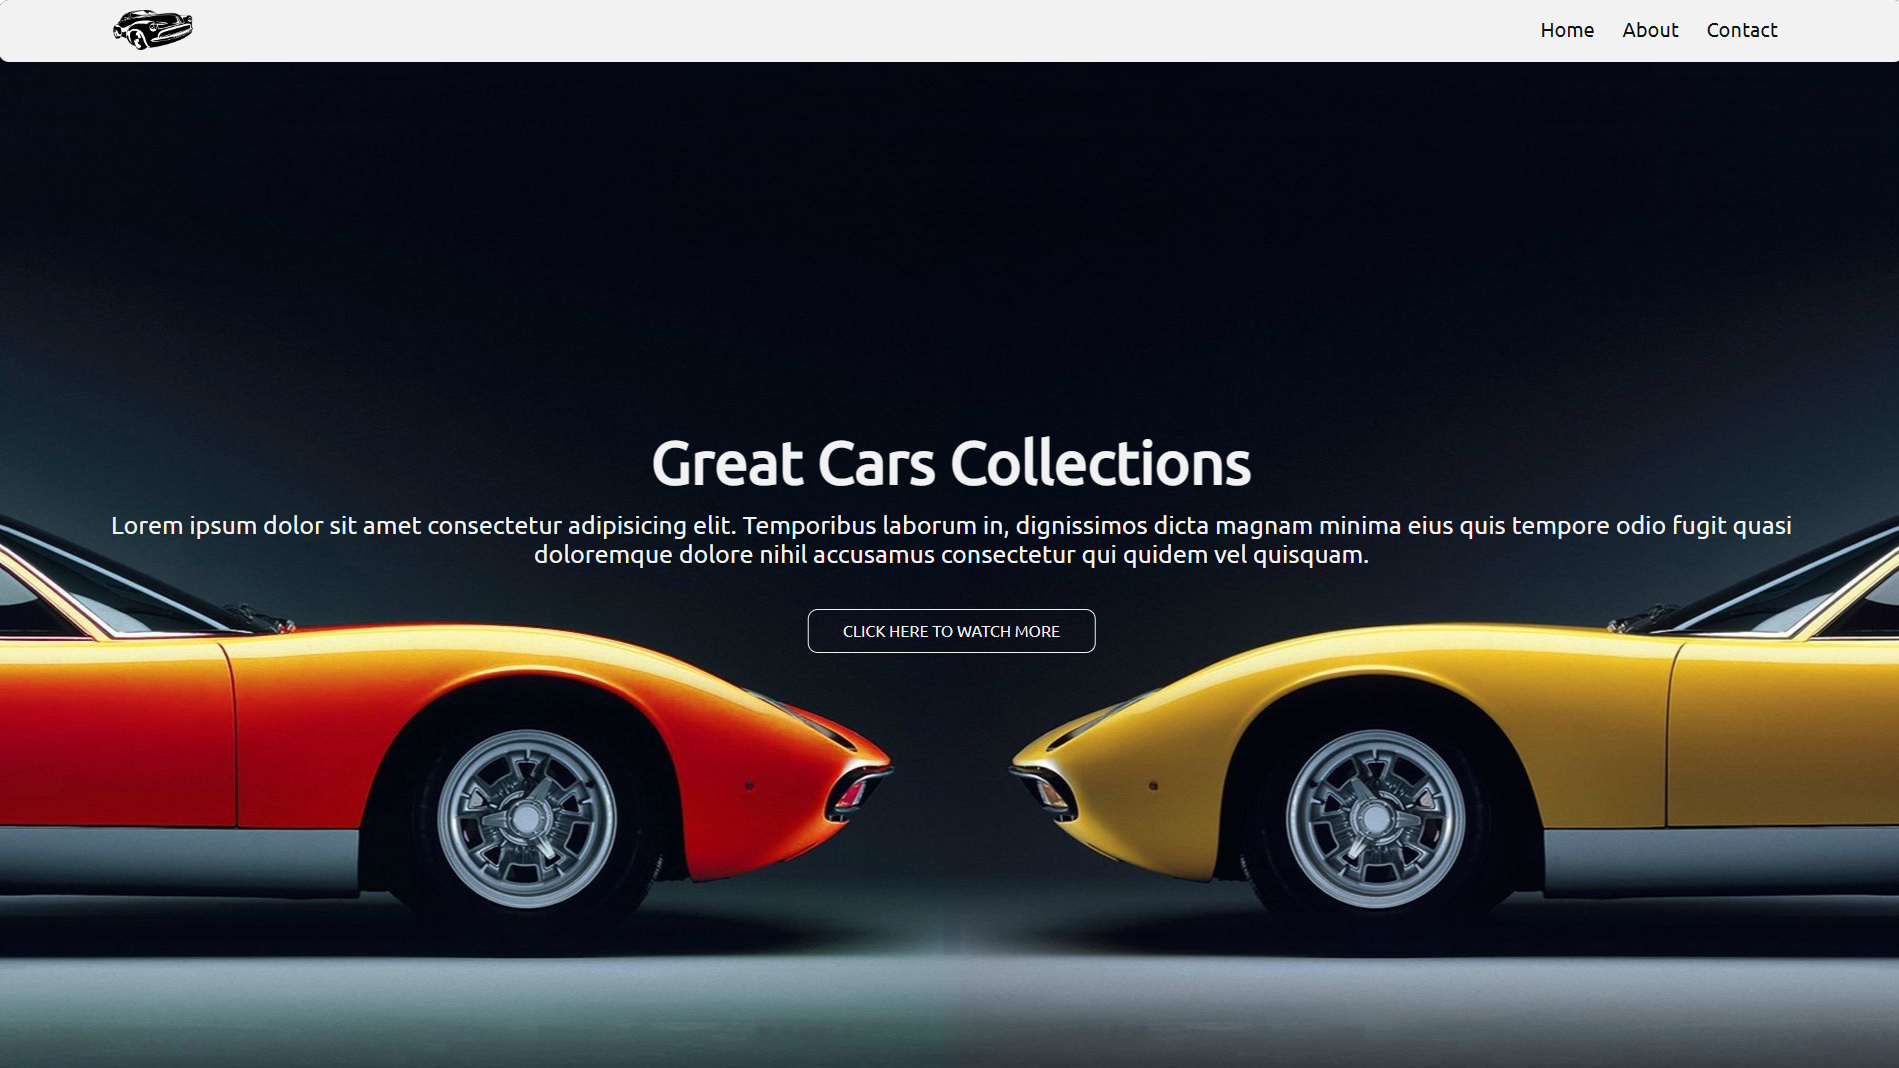 Home About Contact
Great Cars Collections
Lorem ipsum dolor sit amet consectetur adipisicing elit. Temporibus laborum in, dignissimos dicta magnam minima eius quis tempore odio fugit quasi
doloremque dolore nihil accusamus consectetur qui quidem vel quisquam.
CLICK HERE TO WATCH MORE